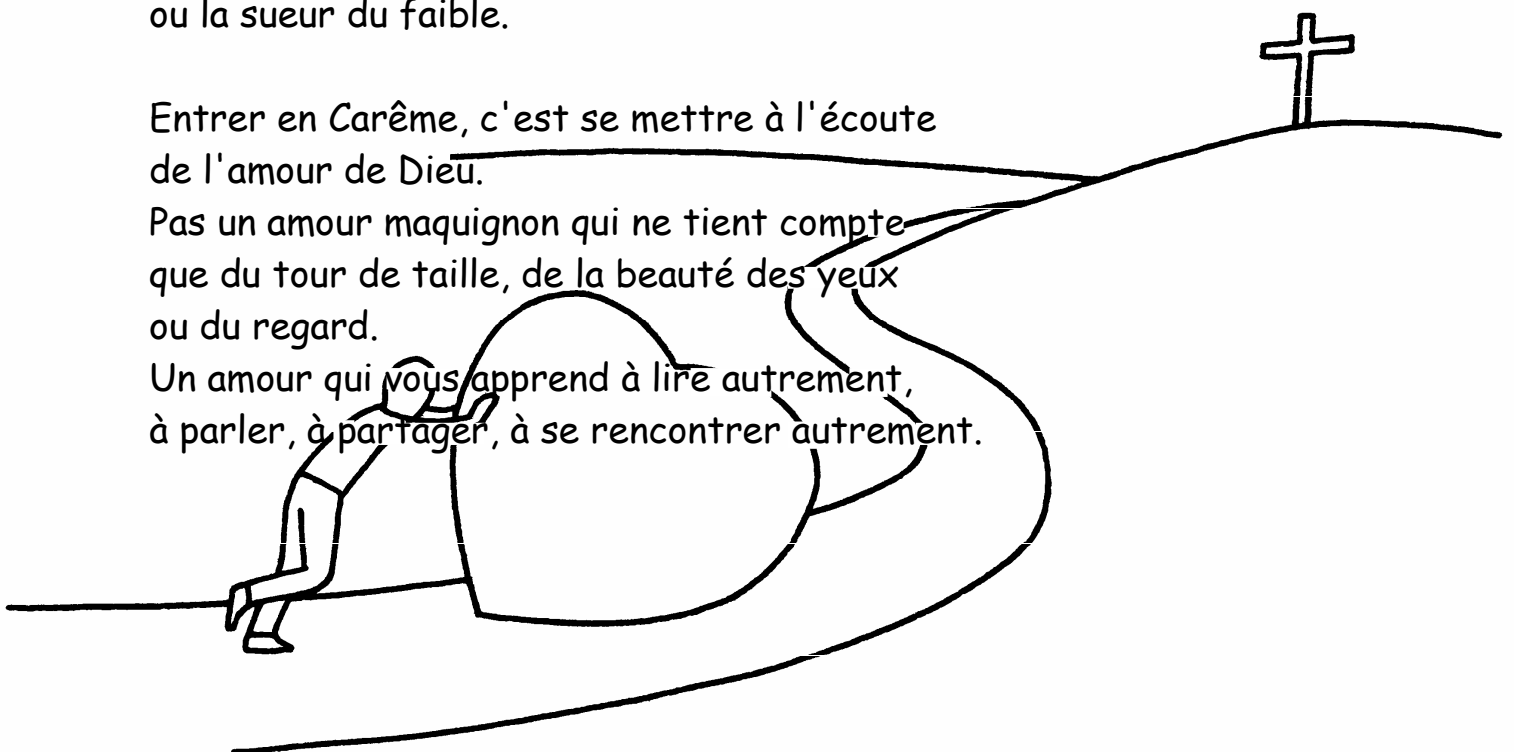 ou la sueur du faible.
Entrer en Carême, c'est se mettre à l'écoute
de l'amour de Dieu.
Pas un amour maquignon qui ne tient compte
que du tour de taille, de la beauté des yeux
ou du regard.
Un amour qui vous apprend à lire autrement,
à parler, à partager, à se rencontrer autrement.